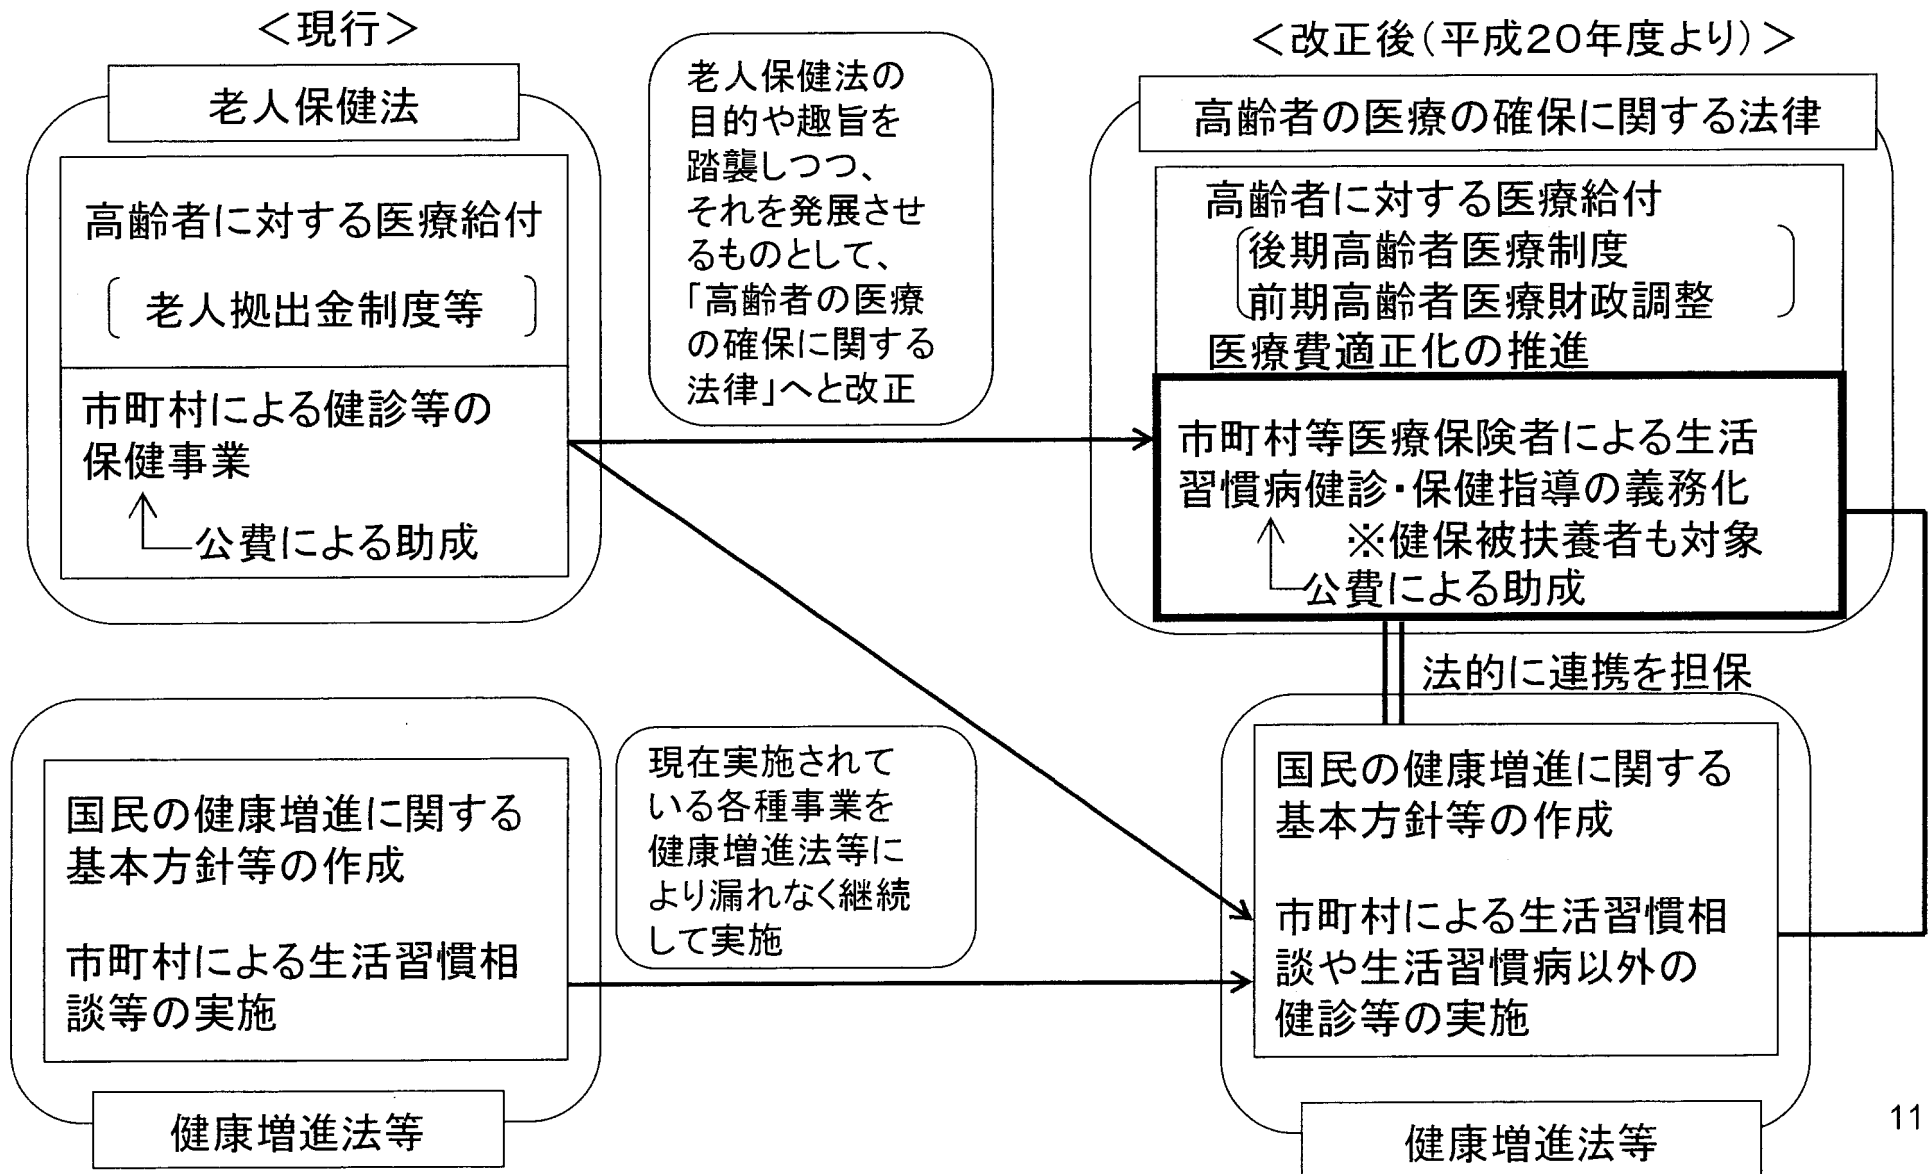 <現行>
老人保健法
高齢者に対する医療給付
老人拠出金制度等
市町村による健診等の
保健事業
公費による助成
老人保健法の
目的や趣旨を
踏襲しつつ、
それを発展させ
るものとして、
「高齢者の医療
の確保に関する
法律」へと改正
<改正後(平成20年度より)>
高齢者の医療の確保に関する法律
高齢者に対する医療給付
後期高齢者医療制度
前期高齢者医療財政調整
医療費適正化の推進
市町村等医療保険者による生活
習慣病健診・保健指導の義務化
※健保被扶養者も対象
公費による助成
法的に連携を担保
国民の健康増進に関する
基本方針等の作成
市町村による生活習慣相
談等の実施
健康増進法等
現在実施されて
いる各種事業を
健康増進法等に
より漏れなく継続
して実施
国民の健康増進に関する
基本方針等の作成
市町村による生活習慣相
談や生活習慣病以外の
健診等の実施
健康増進法等
11